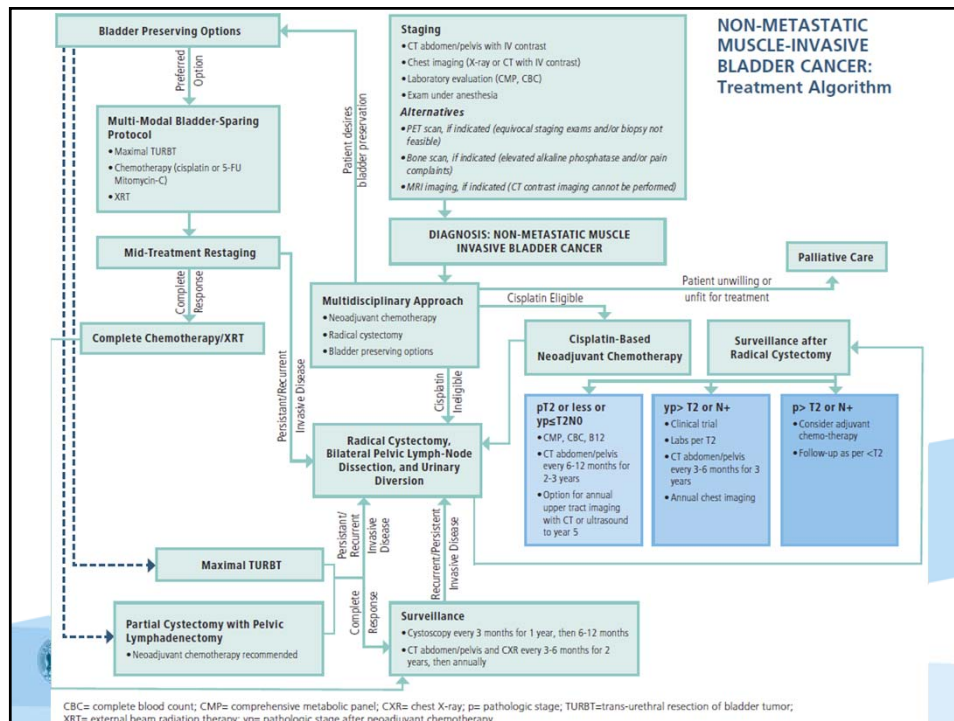 NON-METASTATIC
MUSCLE-INVASIVE
BLADDER CANCER:
Treatment Algorithm
Bladder Preserving Options
Preferred
Option
Multi-Modal Bladder-Sparing
Protocol
•Maximal TURBT
•Chemotherapy (cisplatin or 5-FU
Mitomycin-C)
•XRT
Mid-Treatment Restaging
Complete
Response
Complete Chemotherapy/XRT
Persistant/Recurrent
Invasive Disease
Patient desires
bladder preservation
Staging
•CT abdomen/pelvis with IV contrast
•Chest imaging (X-ray or CT with IV contrast)
•Laboratory evaluation (CMP, CBC)
•Exam under anesthesia
Alternatives
•PET scan, if indicated (equivocal staging exams and/or biopsy not
feasible)
•Bone scan, if indicated (elevated alkaline phosphatase and/or pain
complaints)
•MRI imaging, if indicated (CT contrast imaging cannot be performed)
DIAGNOSIS: NON-METASTATIC MUSCLE
INVASIVE BLADDER CANCER
Multidisciplinary Approach
•Neoadjuvant chemotherapy
•Radical cystectomy
•Bladder preserving options
Patient unwilling or
unfit for treatment
Palliative Care
Cisplatin Eligible
Cisplatin-Based
Neoadjuvant Chemotherapy
Surveillance after
Radical Cystectomy
Cisplatin
Ineligible
pT2 or less or
yp≤T2N0
•CMP, CBC, B12
•CT abdomen/pelvis
every 6-12 months for
2-3 years
•Option for annual
upper tract imaging
with CT or ultrasound
to year 5
yp> T2 or N+
•Clinical trial
•Labs per T2
•CT abdomen/pelvis
every 3-6 months for 3
years
•Annual chest imaging
p> T2 or N+
•Consider adjuvant
chemo-therapy
•Follow-up as per <T2
Radical Cystectomy,
Bilateral Pelvic Lymph-Node
Dissection, and Urinary
Diversion
Persistant/
Recurrent
Invasive
Disease
Recurrent/Persistent
Invasive Disease
Maximal TURBT
Partial Cystectomy with Pelvic
Lymphadenectomy
•Neoadjuvant chemotherapy recommended
Complete
Response
Surveillance
•Cystoscopy every 3 months for 1 year, then 6-12 months
•CT abdomen/pelvis and CXR every 3-6 months for 2
years, then annually
CBC= complete blood count; CMP= comprehensive metabolic panel; CXR= chest X-ray; p= pathologic stage; TURBT=trans-urethral resection of bladder tumor;
XRT= external beam radiation therapy; yp= pathologic stage after neoadjuvant chemotherapy